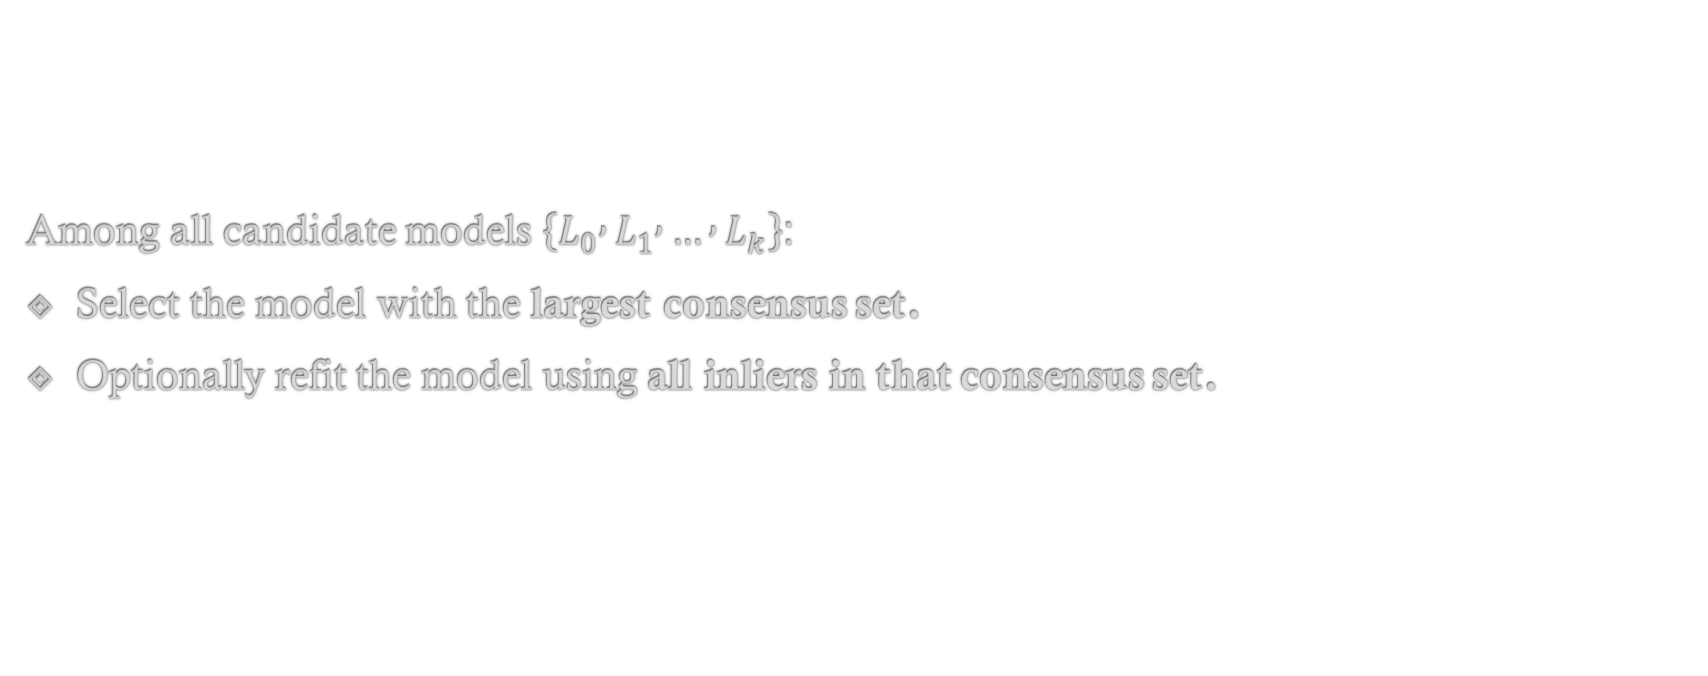 Among all candidate models {L₀, L₁, ..., Lₖ}:
❖ Select the model with the largest consensus set.
❖ Optionally refit the model using all inliers in that consensus set.